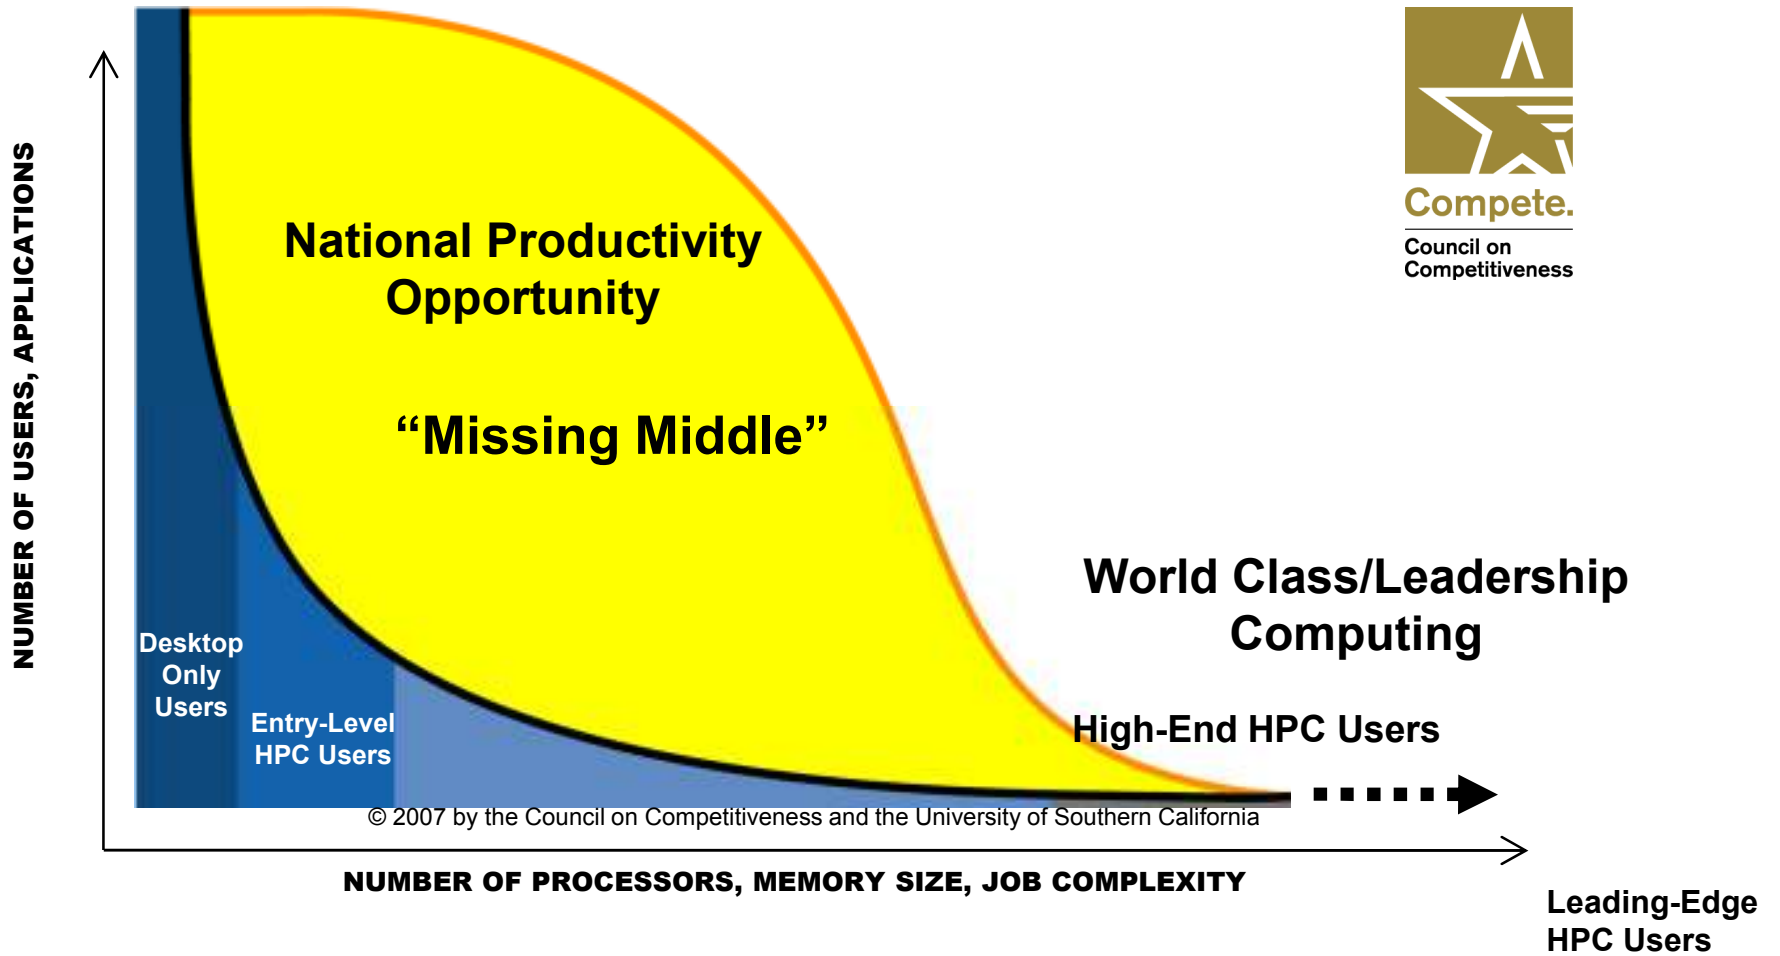 Compete.
Council on
Competitiveness
NUMBER OF USERS, APPLICATIONS
National Productivity
Opportunity
“Missing Middle”
World Class/Leadership
Computing
Desktop
Only
Users
Entry-Level
HPC Users
High-End HPC Users
© 2007 by the Council on Competitiveness and the University of Southern California
NUMBER OF PROCESSORS, MEMORY SIZE, JOB COMPLEXITY
Leading-Edge
HPC Users